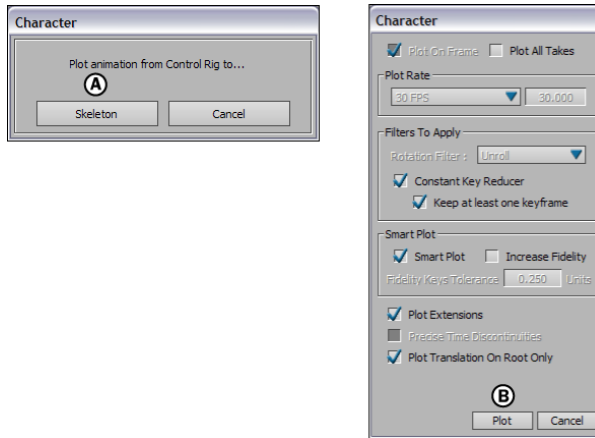 Character
Plot animation from Control Rig to...
A
Skeleton Cancel
Character
Plot On Frame Plot All Takes
Plot Rate
30 FPS 30.000
Filters To Apply
Rotation Filter : Unroll
Constant Key Reducer
Keep at least one keyframe
Smart Plot
Smart Plot Increase Fidelity
Fidelity Keys Tolerance 0.250 Units
Plot Extensions
Precise Time Discontinuities
Plot Translation On Root Only
B
Plot Cancel